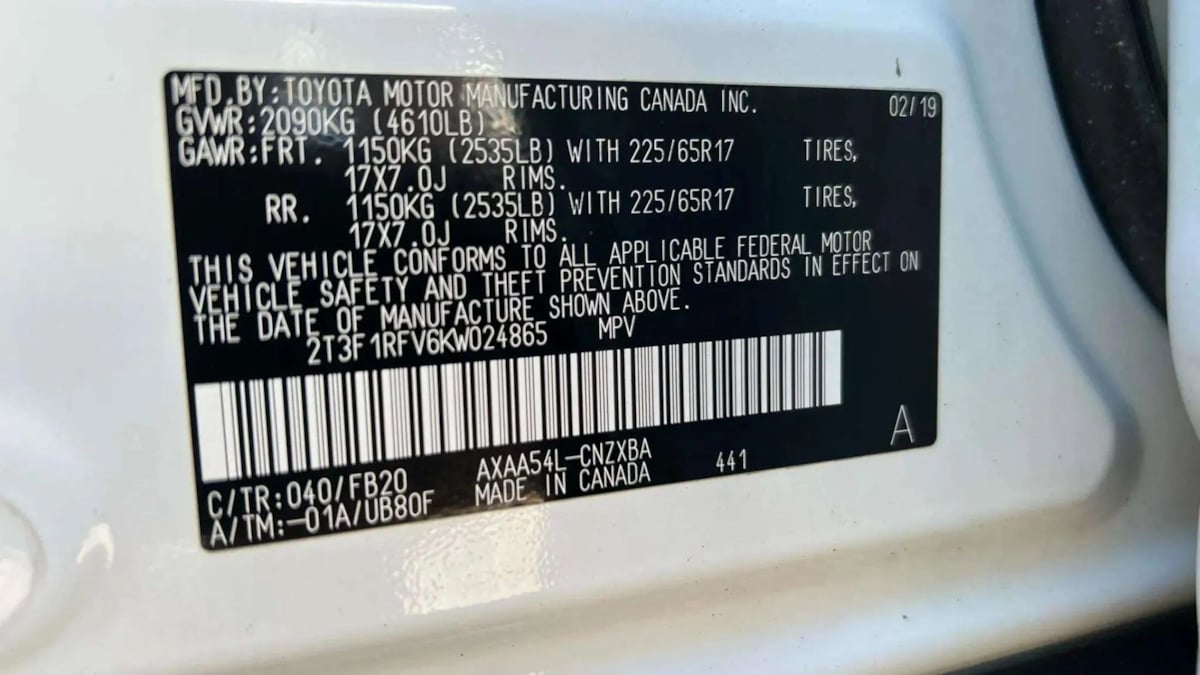 MFD.BY:TOYOTA MOTOR MANUFACTURING CANADA INC. 02/19
GVWR:2090KG (4610LB)
GAWR:FRT. 1150KG (2535LB) WITH 225/65R17 TIRES,
17X7.0J RIMS.
RR. 1150KG (2535LB) WITH 225/65R17 TIRES,
17X7.0J RIMS.
THIS VEHICLE CONFORMS TO ALL APPLICABLE FEDERAL MOTOR
VEHICLE SAFETY AND THEFT PREVENTION STANDARDS IN EFFECT ON
THE DATE OF MANUFACTURE SHOWN ABOVE.
2T3F1RFV6KW024865 MPV
A
C/TR:040/FB20 AXAA54L-CNZXBA 441
A/TM:-01A/UB80F MADE IN CANADA